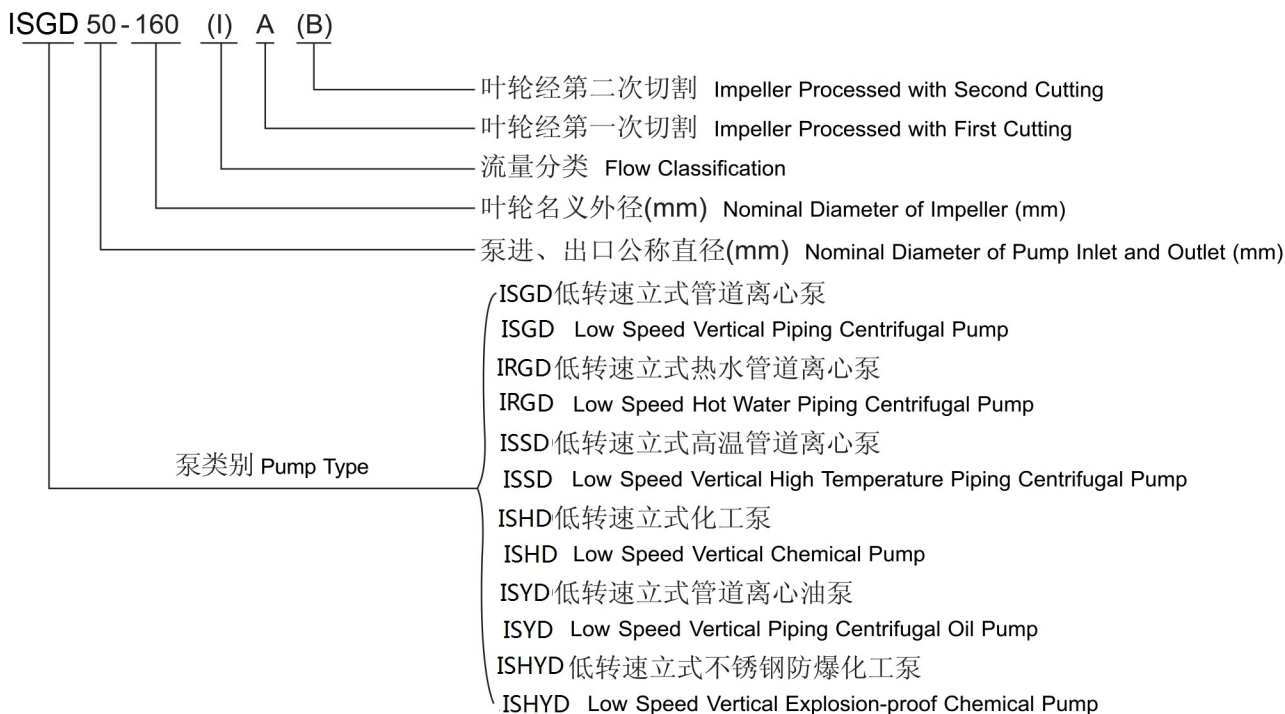 ISGD 50-160 (I) A (B)
叶轮经第二次切割 Impeller Processed with Second Cutting
叶轮经第一次切割 Impeller Processed with First Cutting
流量分类 Flow Classification
叶轮名义外径(mm) Nominal Diameter of Impeller (mm)
泵进、出口公称直径(mm) Nominal Diameter of Pump Inlet and Outlet (mm)
泵类别 Pump Type
ISGD低转速立式管道离心泵
ISGD Low Speed Vertical Piping Centrifugal Pump
IRGD低转速立式热水管道离心泵
IRGD Low Speed Hot Water Piping Centrifugal Pump
ISSD低转速立式高温管道离心泵
ISSD Low Speed Vertical High Temperature Piping Centrifugal Pump
ISHD低转速立式化工泵
ISHD Low Speed Vertical Chemical Pump
ISYD低转速立式管道离心油泵
ISYD Low Speed Vertical Piping Centrifugal Oil Pump
ISHYD低转速立式不锈钢防爆化工泵
ISHYD Low Speed Vertical Explosion-proof Chemical Pump